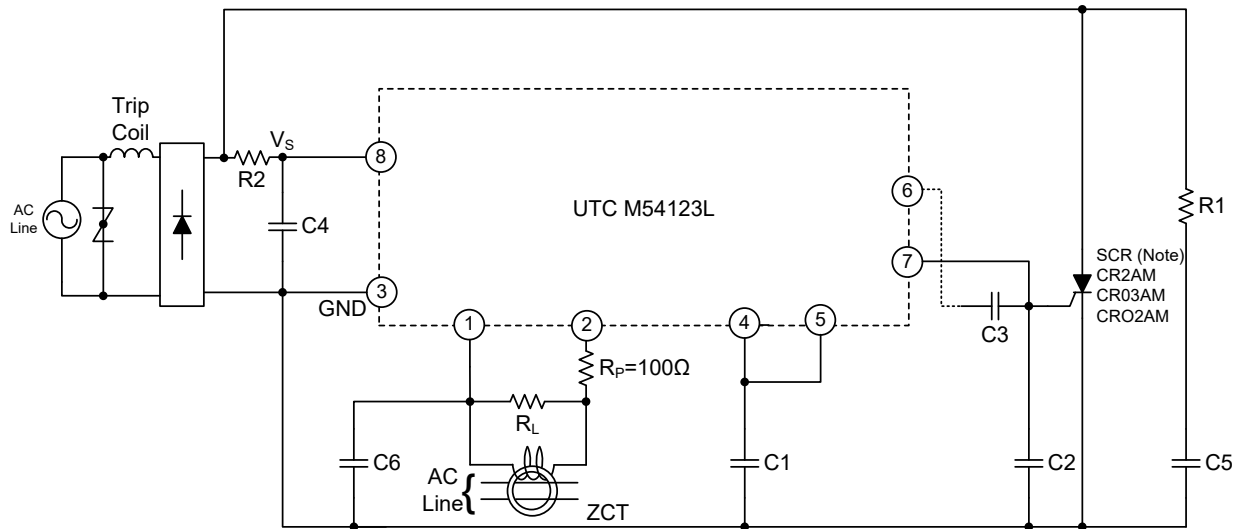 Trip
Coil
AC
Line
R2
VS
C4
8
3
GND
UTC M54123L
6
7
C3
SCR (Note)
CR2AM
CR03AM
CRO2AM
R1
1
2
4
5
RP=100Ω
RL
C6
AC
Line
ZCT
C1
C2
C5